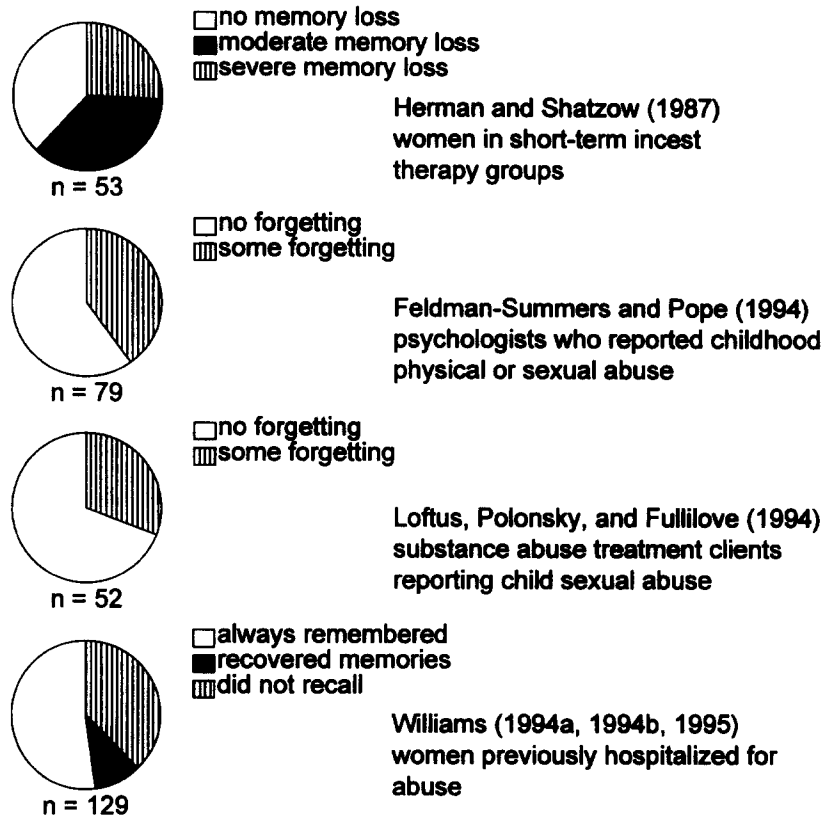 no memory loss
moderate memory loss
severe memory loss
Herman and Shatzow (1987)
women in short-term incest
therapy groups
n = 53
no forgetting
some forgetting
Feldman-Summers and Pope (1994)
psychologists who reported childhood
physical or sexual abuse
n = 79
no forgetting
some forgetting
Loftus, Polonsky, and Fullilove (1994)
substance abuse treatment clients
reporting child sexual abuse
n = 52
always remembered
recovered memories
did not recall
Williams (1994a, 1994b, 1995)
women previously hospitalized for
abuse
n = 129